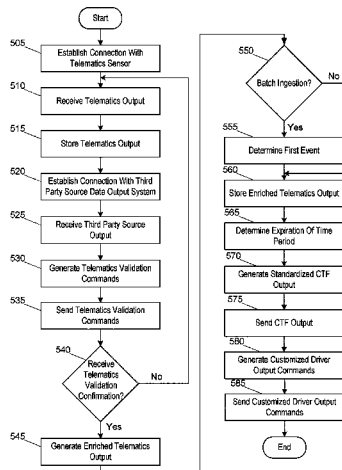 Start
505
Establish Connection With
Telematics Sensor
510
Receive Telematics Output
515
Store Telematics Output
520
Establish Connection With Third
Party Source Data Output System
525
Receive Third Party Source
Output
530
Generate Telematics Validation
Commands
535
Send Telematics Validation
Commands
540
Receive
Telematics
Validation
Confirmation?
No
Yes
545
Generate Enriched Telematics
Output
550
Batch Ingestion?
No
Yes
555
Determine First Event
560
Store Enriched Telematics Output
565
Determine Expiration Of Time
Period
570
Generate Standardized CTF
Output
575
Send CTF Output
580
Generate Customized Driver
Output Commands
585
Send Customized Driver Output
Commands
End